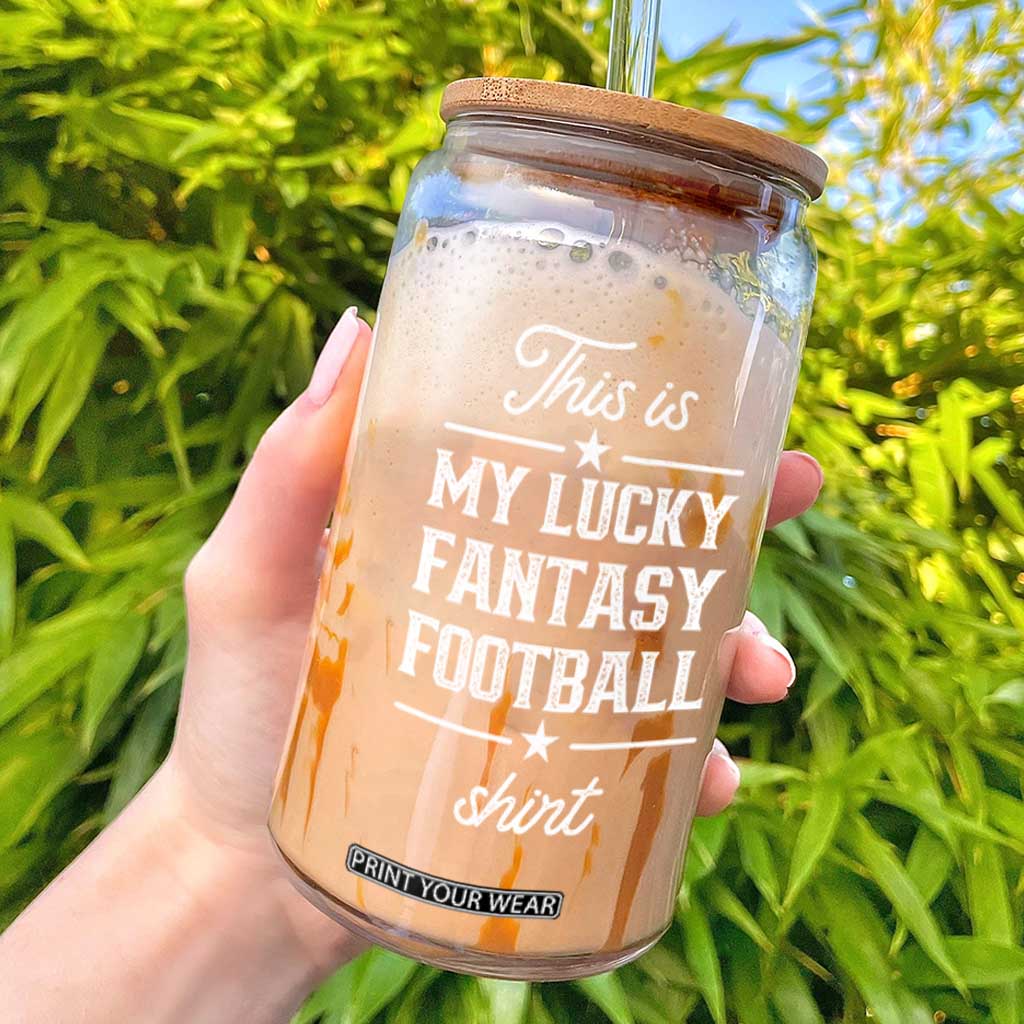 This is
MY LUCKY
FANTASY
FOOTBALL
shirt
PRINT YOUR WEAR